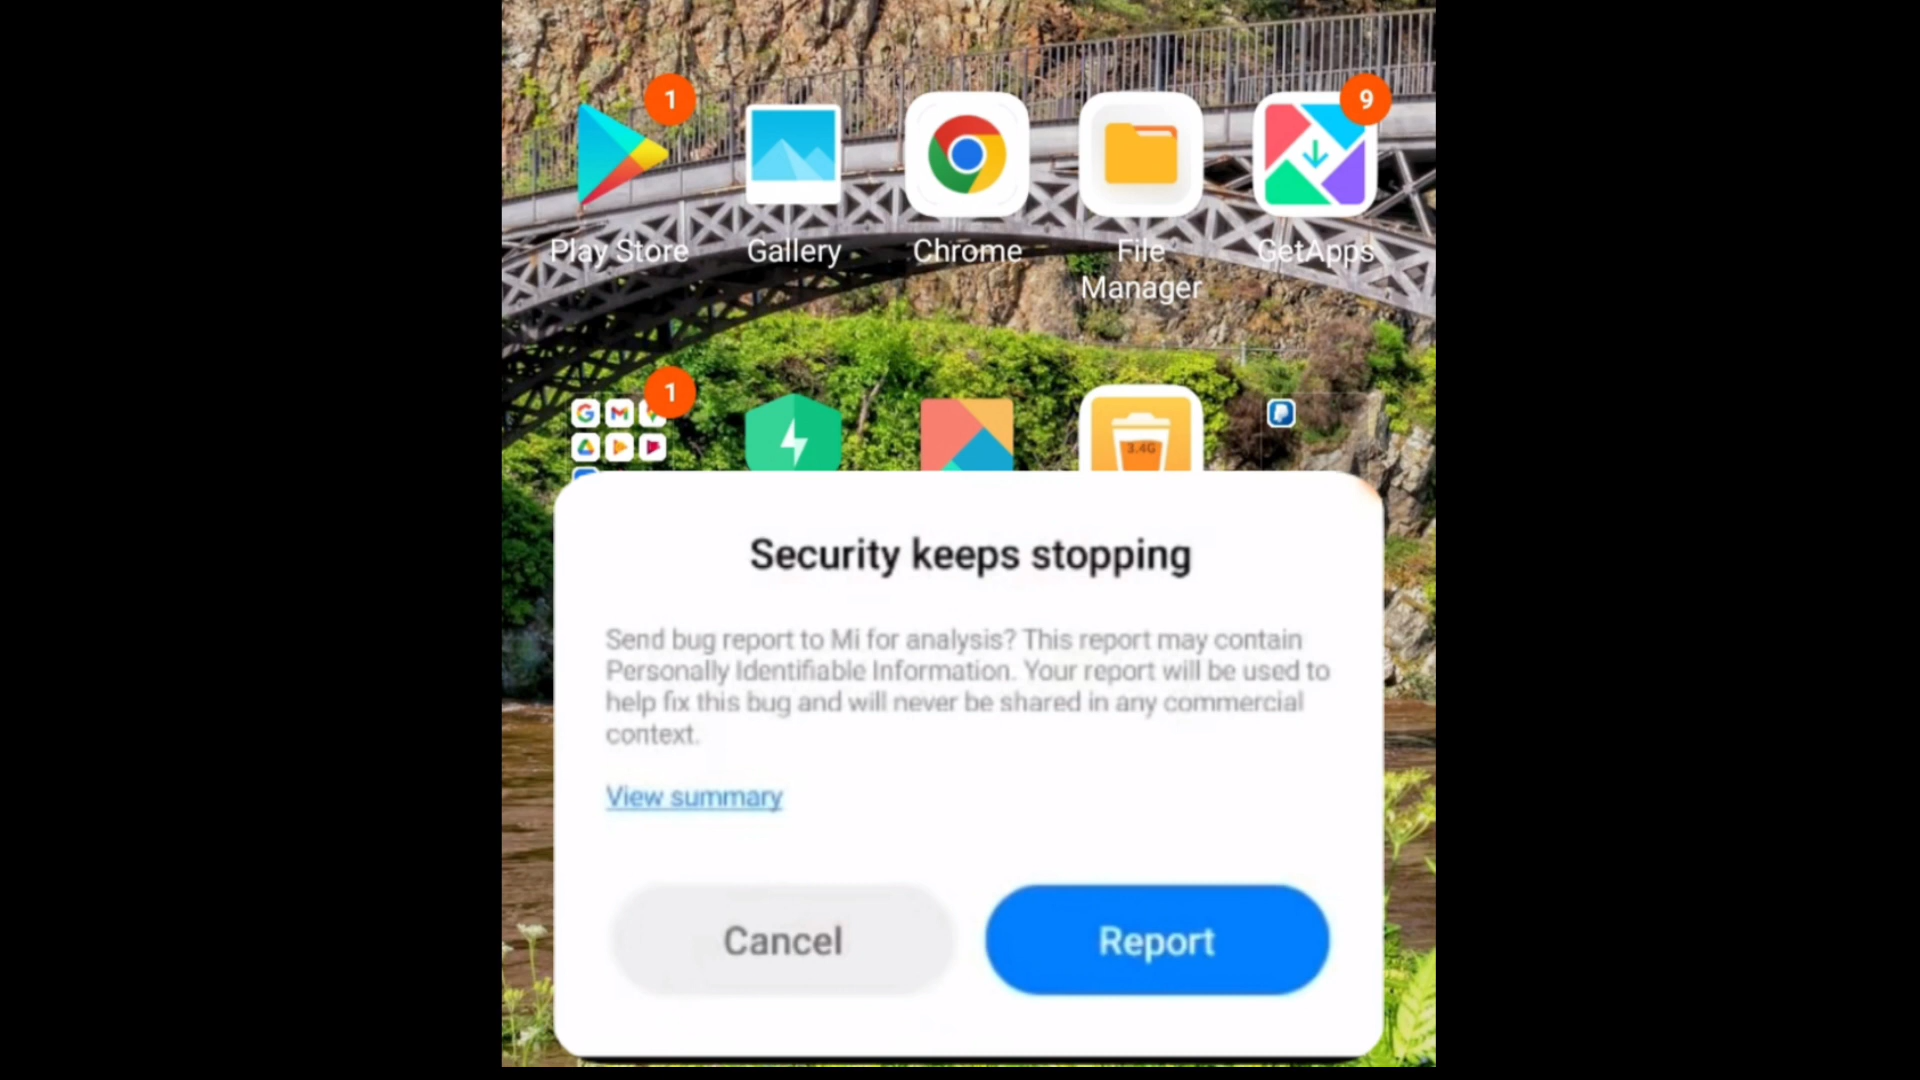 1
9
Play Store
Gallery
Chrome
File
Manager
GetApps
1
3.4G
Security keeps stopping
Send bug report to Mi for analysis? This report may contain
Personally Identifiable Information. Your report will be used to
help fix this bug and will never be shared in any commercial
context.
View summary
Cancel
Report